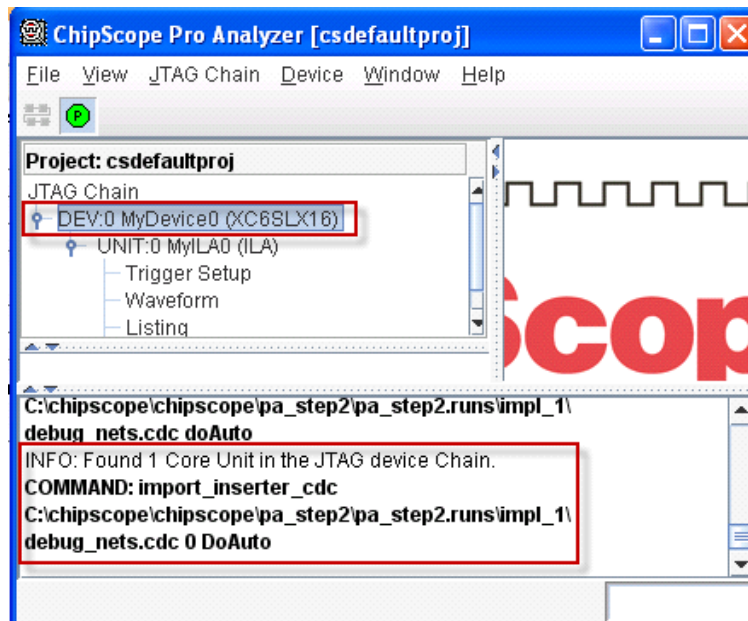 ChipScope Pro Analyzer [csdefaultproj]
File View JTAG Chain Device Window Help
P
Project: csdefaultproj
JTAG Chain
DEV:0 MyDevice0 (XC6SLX16)
UNIT:0 MyILA0 (ILA)
Trigger Setup
Waveform
Listing
Scop
C:\chipscope\chipscope\pa_step2\pa_step2.runs\impl_1\
debug_nets.cdc doAuto
INFO: Found 1 Core Unit in the JTAG device Chain.
COMMAND: import_inserter_cdc
C:\chipscope\chipscope\pa_step2\pa_step2.runs\impl_1\
debug_nets.cdc 0 DoAuto